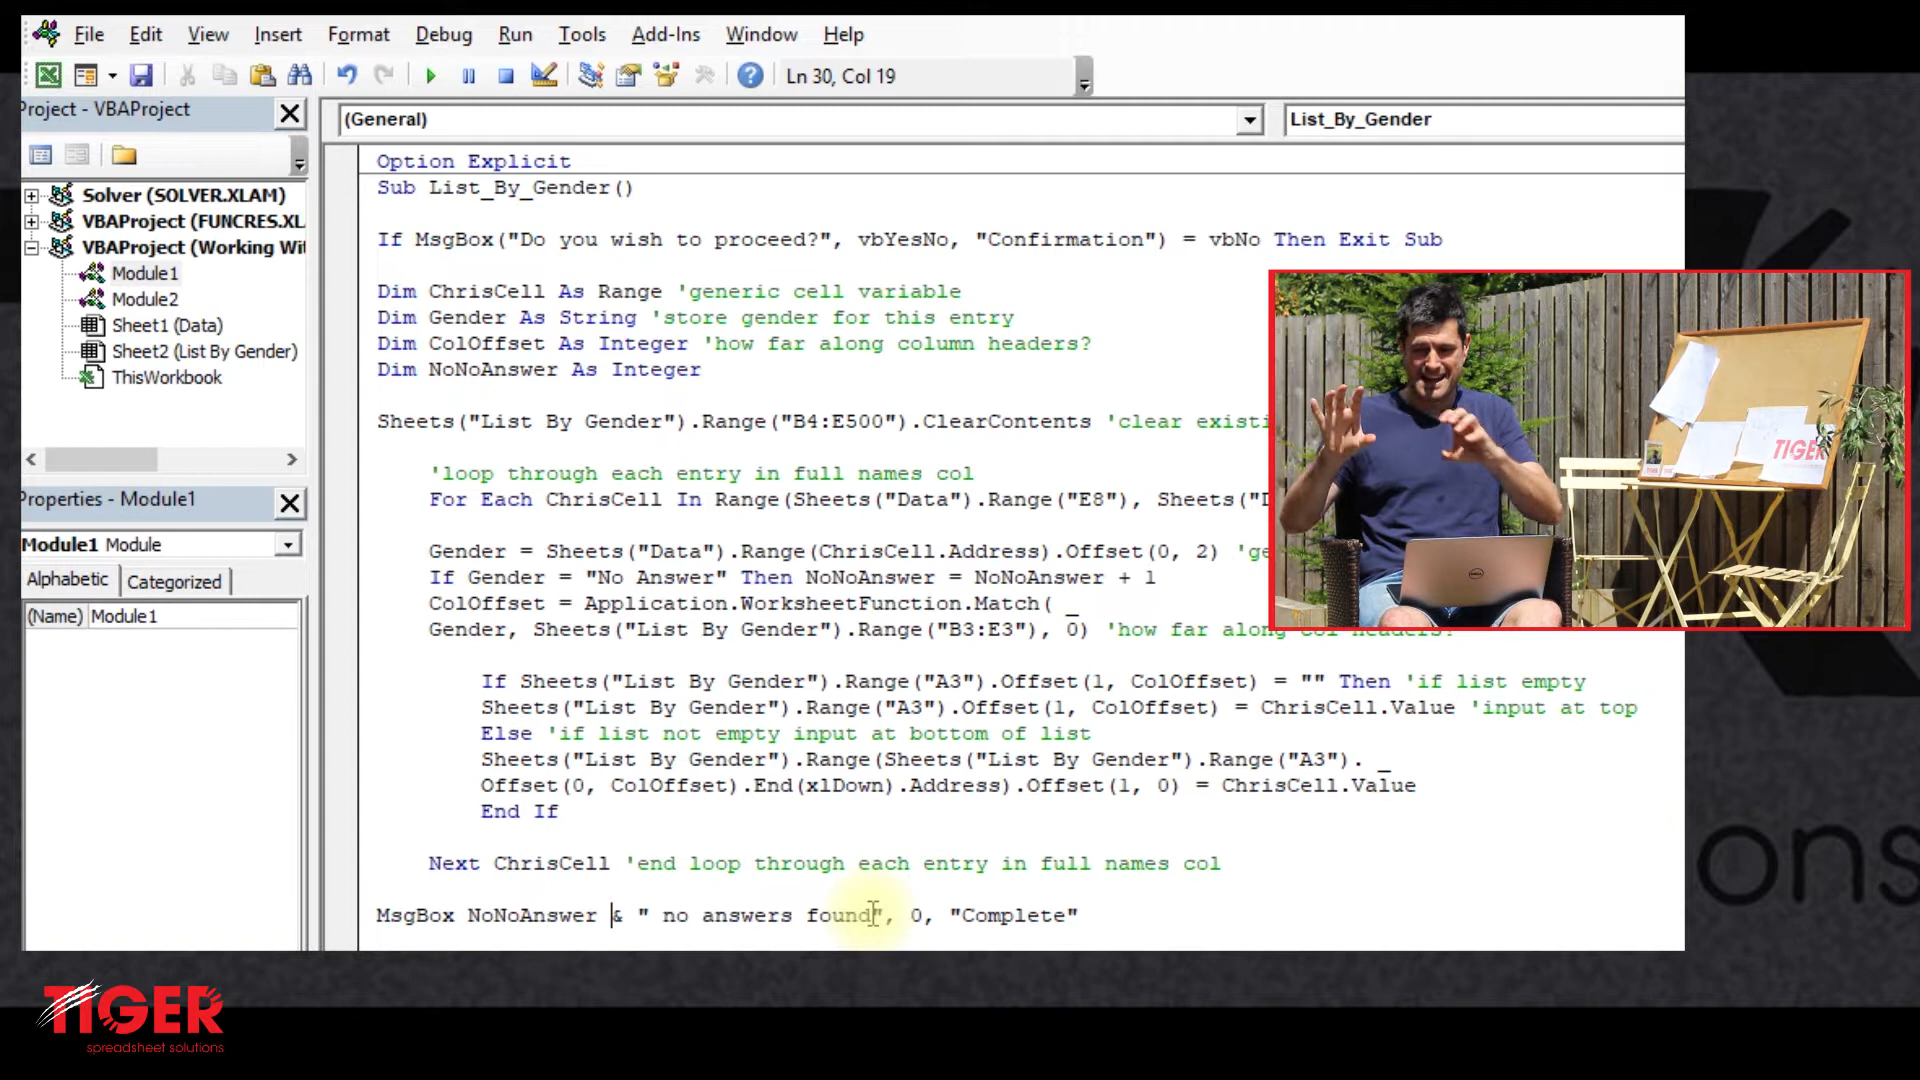 File Edit View Insert Format Debug Run Tools Add-Ins Window Help
Ln 30, Col 19
Project - VBAProject
(General)
List_By_Gender
Solver (SOLVER.XLAM)
VBAProject (FUNCRES.XL
VBAProject (Working Wi
Module1
Module2
Sheet1 (Data)
Sheet2 (List By Gender)
ThisWorkbook
Properties - Module1
Module1 Module
Alphabetic Categorized
(Name) Module1
Option Explicit
Sub List_By_Gender()
If MsgBox("Do you wish to proceed?", vbYesNo, "Confirmation") = vbNo Then Exit Sub
Dim ChrisCell As Range 'generic cell variable
Dim Gender As String 'store gender for this entry
Dim ColOffset As Integer 'how far along column headers?
Dim NoNoAnswer As Integer
Sheets("List By Gender").Range("B4:E500").ClearContents 'clear existi
'loop through each entry in full names col
For Each ChrisCell In Range(Sheets("Data").Range("E8"), Sheets("D
Gender = Sheets("Data").Range(ChrisCell.Address).Offset(0, 2) 'ge
If Gender = "No Answer" Then NoNoAnswer = NoNoAnswer + 1
ColOffset = Application.WorksheetFunction.Match( _
Gender, Sheets("List By Gender").Range("B3:E3"), 0) 'how far along col headers?
If Sheets("List By Gender").Range("A3").Offset(1, ColOffset) = "" Then 'if list empty
Sheets("List By Gender").Range("A3").Offset(1, ColOffset) = ChrisCell.Value 'input at top
Else 'if list not empty input at bottom of list
Sheets("List By Gender").Range(Sheets("List By Gender").Range("A3"). _
Offset(0, ColOffset).End(xlDown).Address).Offset(1, 0) = ChrisCell.Value
End If
Next ChrisCell 'end loop through each entry in full names col
MsgBox NoNoAnswer & " no answers found", 0, "Complete"
TIGER
ons
TIGER
spreadsheet solutions